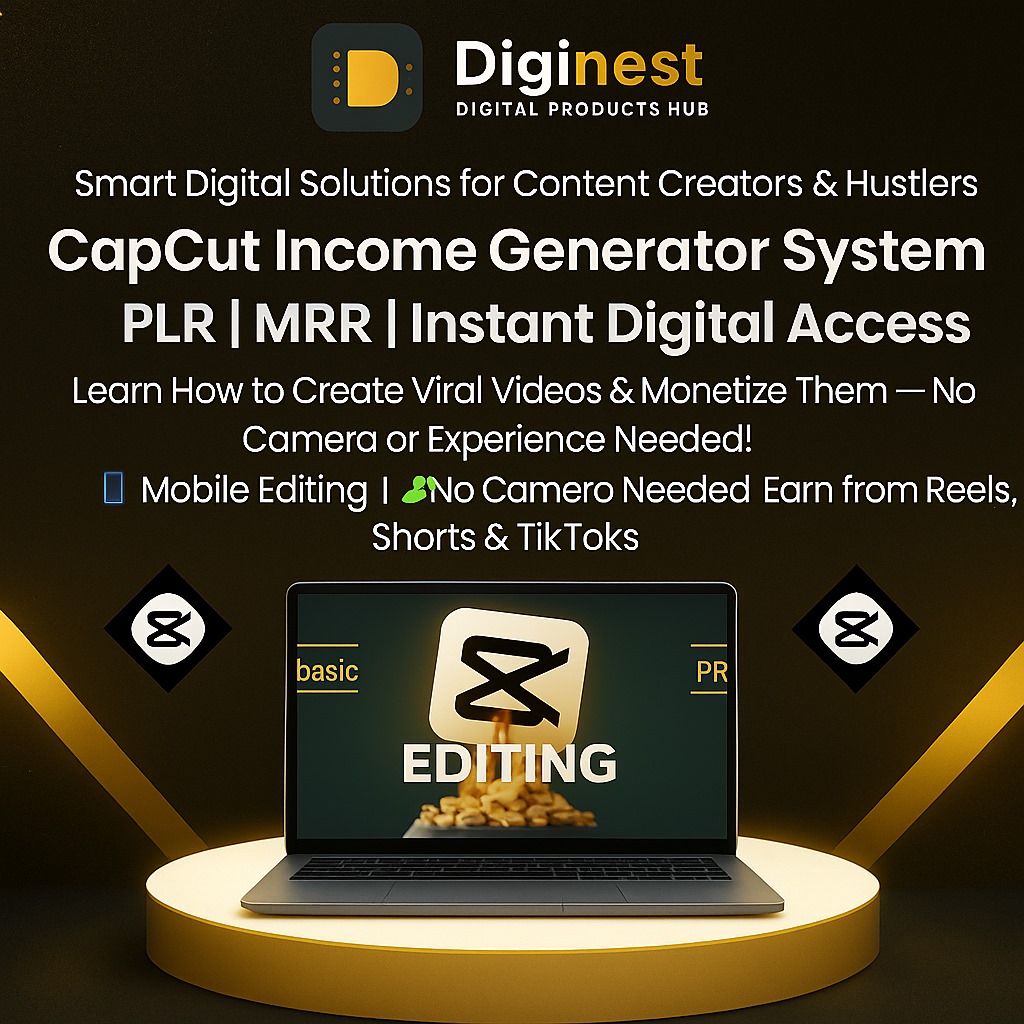 Diginest
DIGITAL PRODUCTS HUB
Smart Digital Solutions for Content Creators & Hustlers
CapCut Income Generator System
PLR | MRR | Instant Digital Access
Learn How to Create Viral Videos & Monetize Them — No
Camera or Experience Needed!
Mobile Editing | No Camero Needed Earn from Reels,
Shorts & TikToks
basic
PR
EDITING